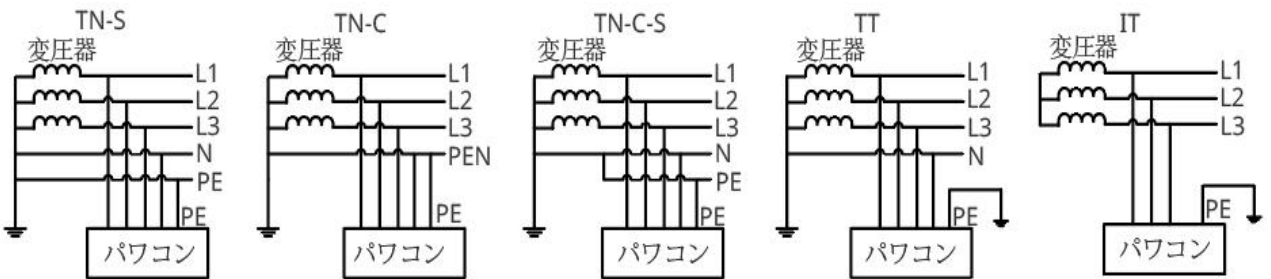 TN-S
変圧器
L1
L2
L3
N
PE
PE
パワコン
TN-C
変圧器
L1
L2
L3
PEN
PE
パワコン
TN-C-S
変圧器
L1
L2
L3
N
PE
PE
パワコン
TT
変圧器
L1
L2
L3
N
PE
パワコン
IT
変圧器
L1
L2
L3
PE
パワコン